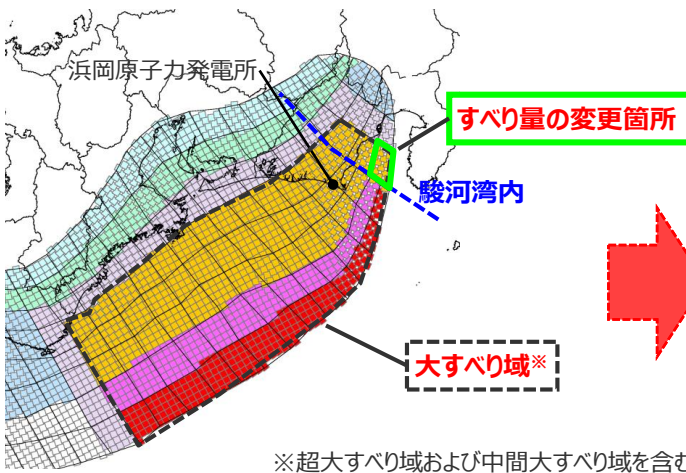 浜岡原子力発電所
すべり量の変更箇所
駿河湾内
大すべり域※
※超大すべり域および中間大すべり域を含む